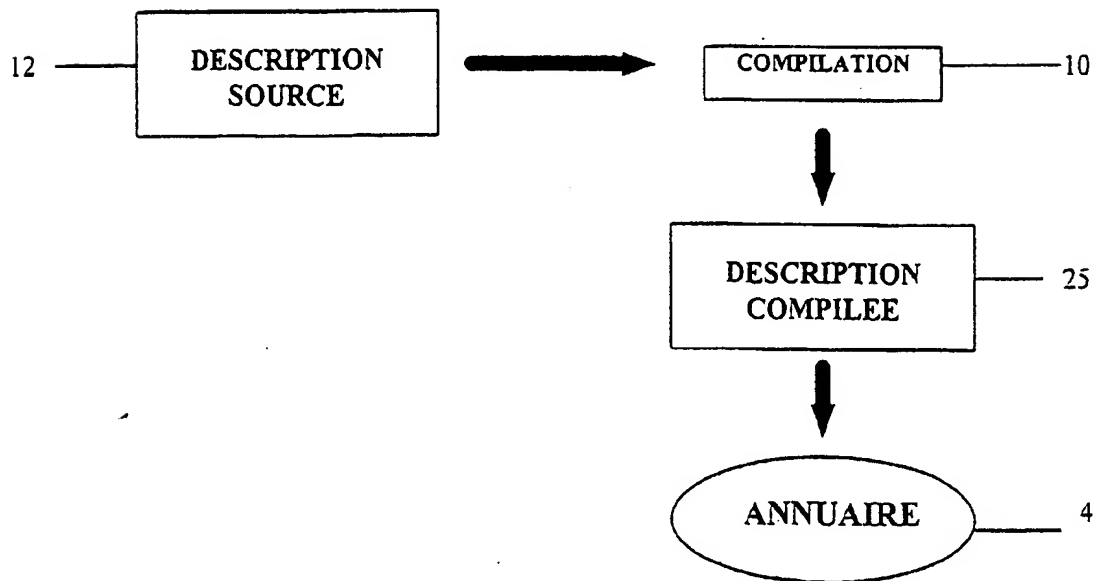 12
DESCRIPTION
SOURCE
COMPILATION
10
DESCRIPTION
COMPILEE
25
ANNUAIRE
4